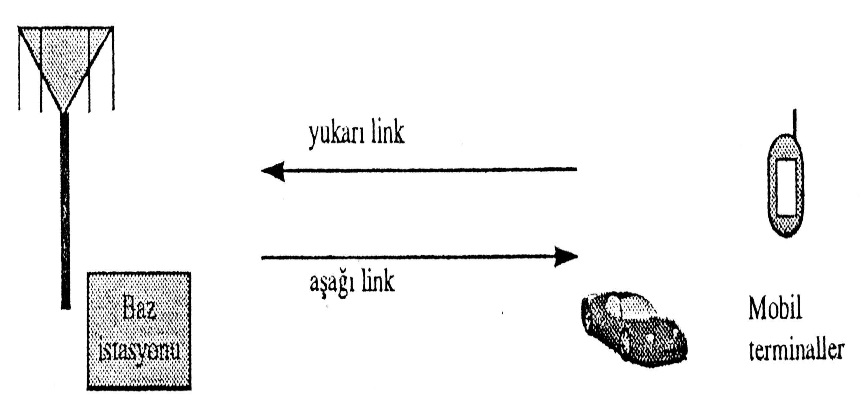 yukarı link
aşağı link
Baz
istasyonu
Mobil
terminaller